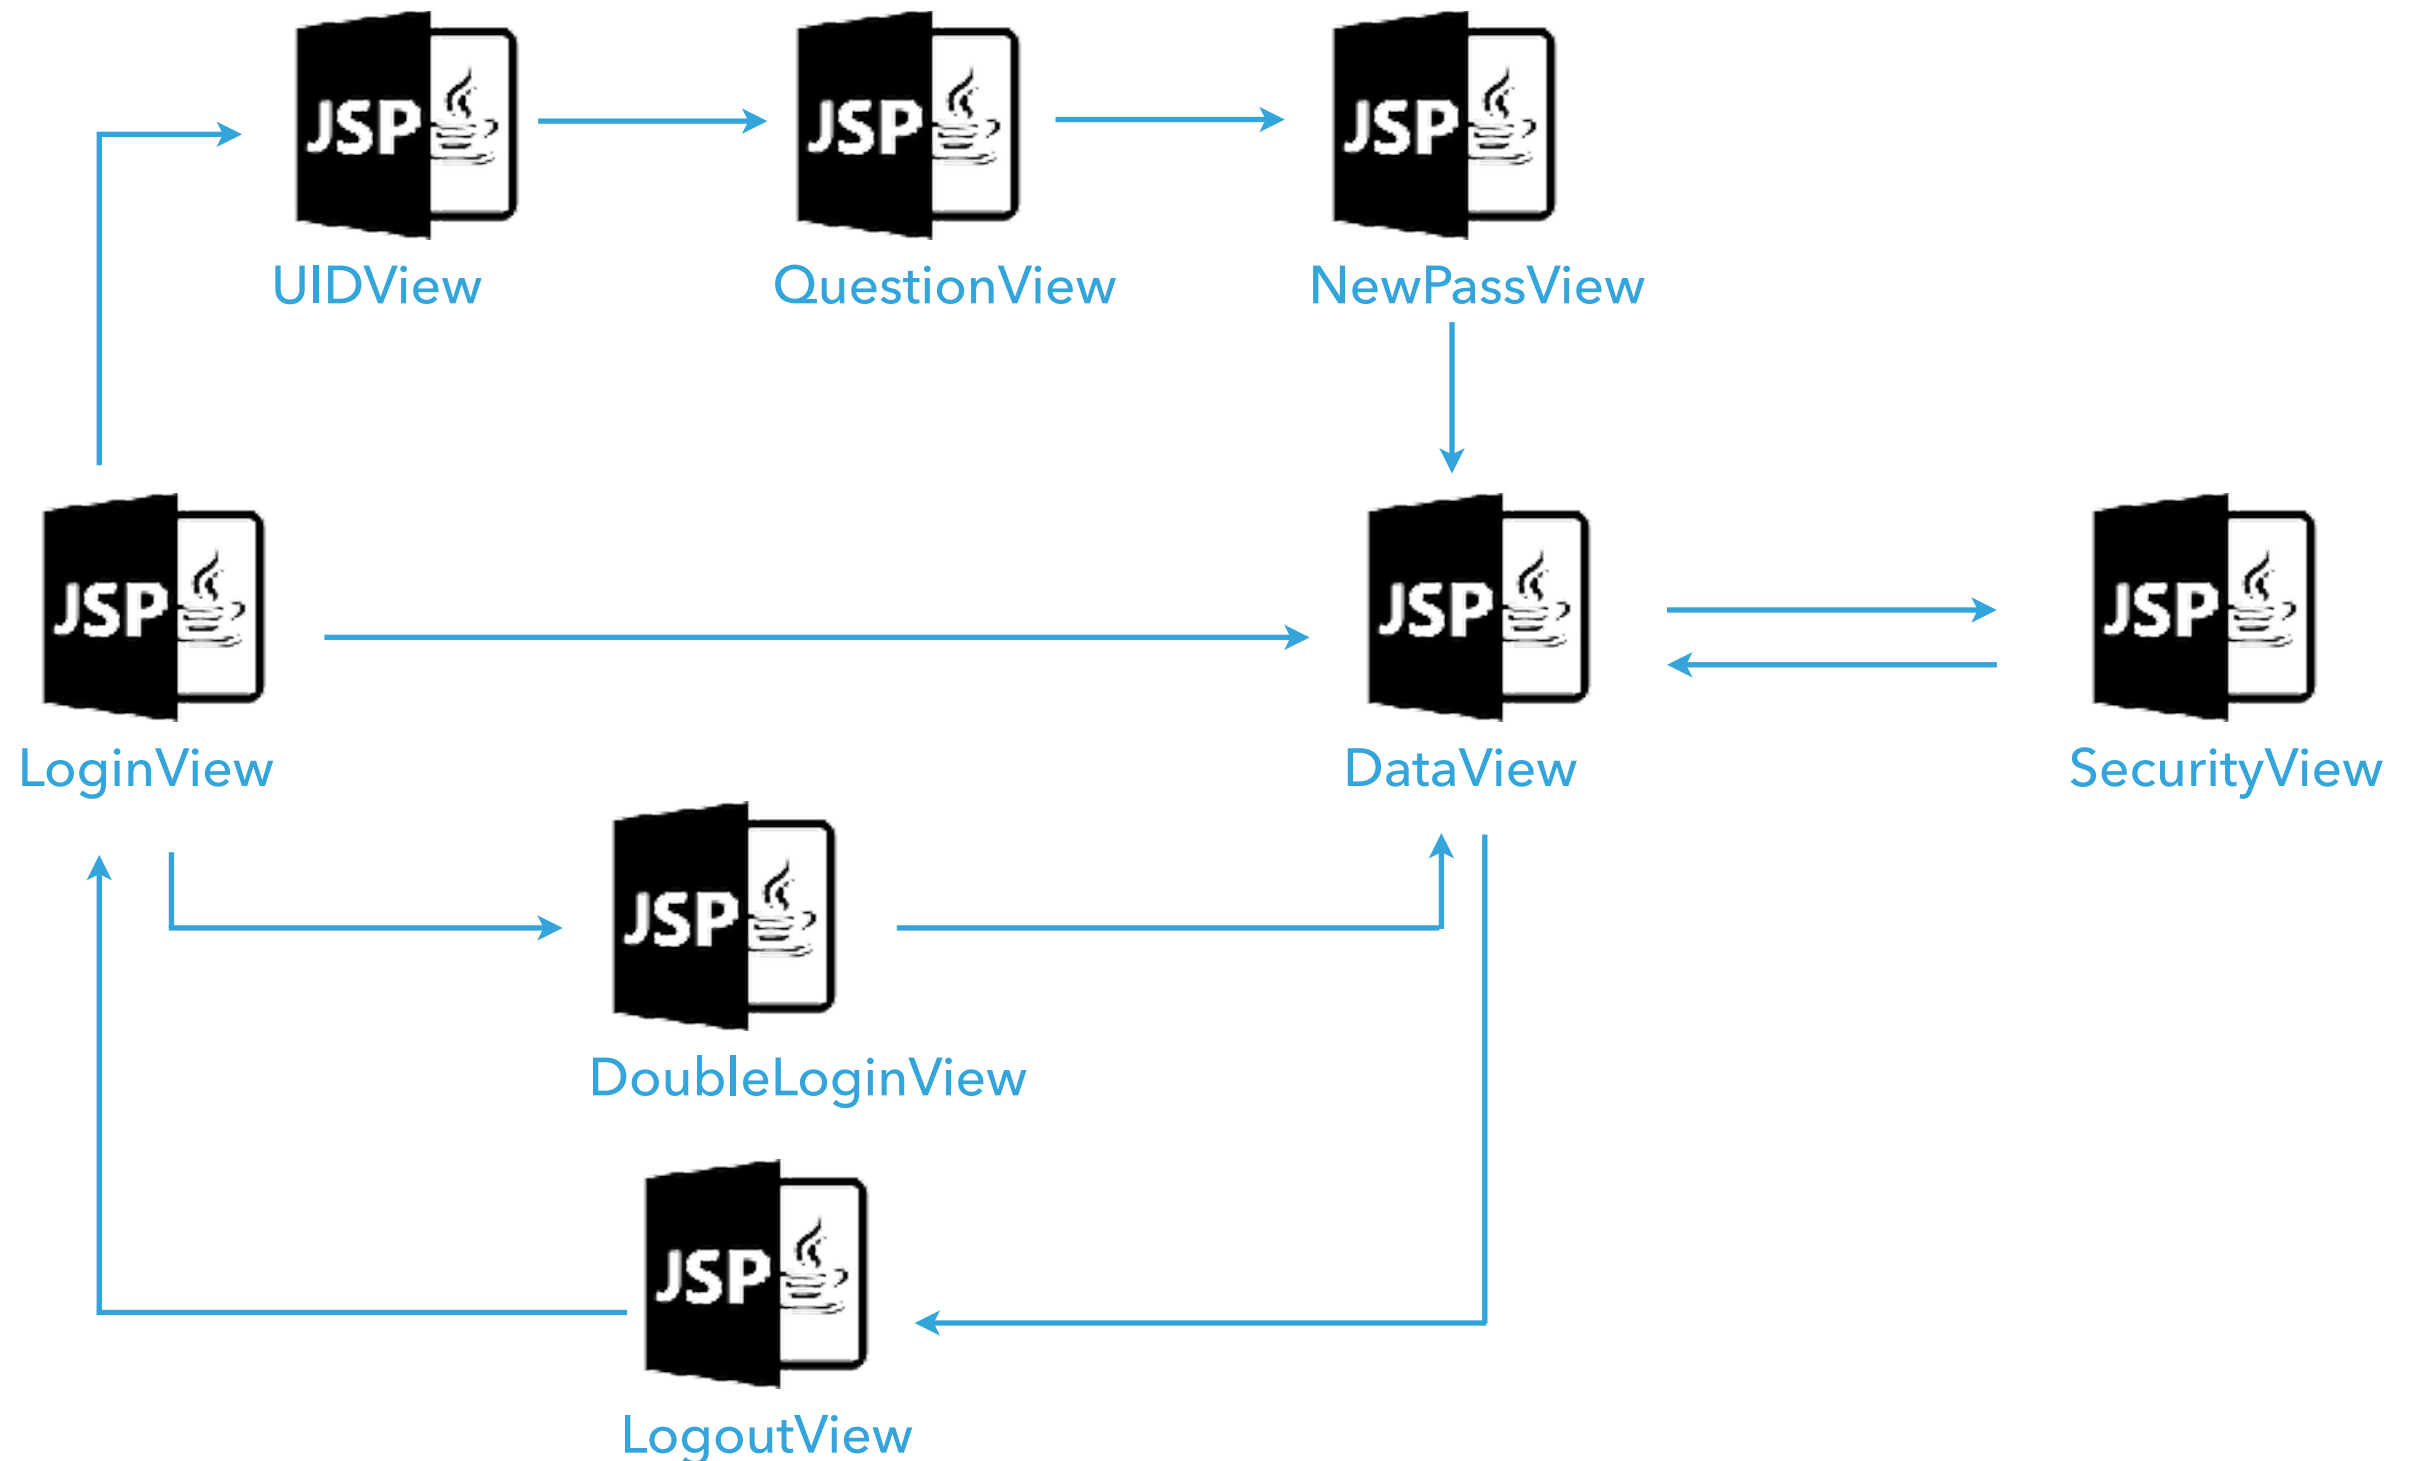 JSP
JSP
JSP
UIDView
QuestionView
NewPassView
JSP
JSP
JSP
LoginView
DataView
SecurityView
JSP
DoubleLoginView
JSP
LogoutView